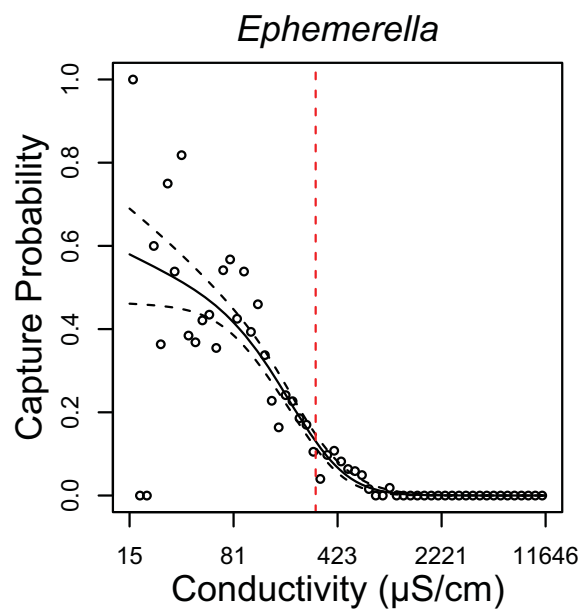 Ephemerella
Capture Probability
1.0
0.8
0.6
0.4
0.2
0.0
15 81 423 2221 11646
Conductivity (µS/cm)